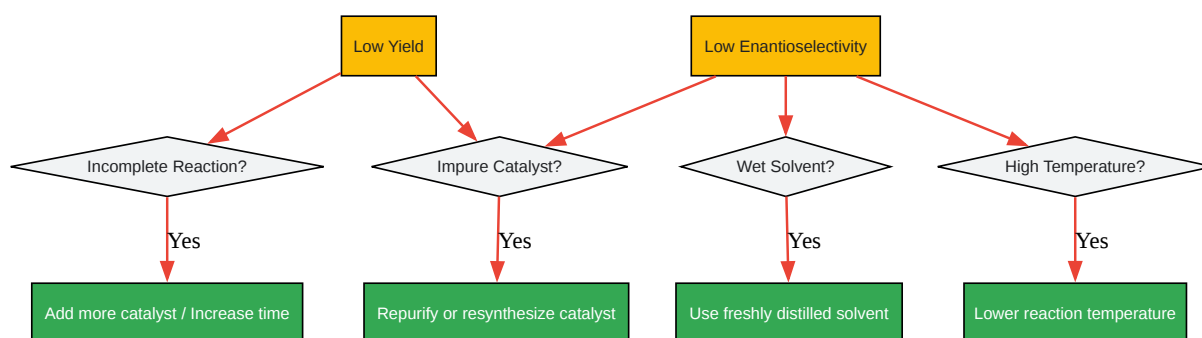 Low Yield
Low Enantioselectivity
Incomplete Reaction?
Impure Catalyst?
Wet Solvent?
High Temperature?
Yes
Yes
Yes
Yes
Add more catalyst / Increase time
Repurify or resynthesize catalyst
Use freshly distilled solvent
Lower reaction temperature